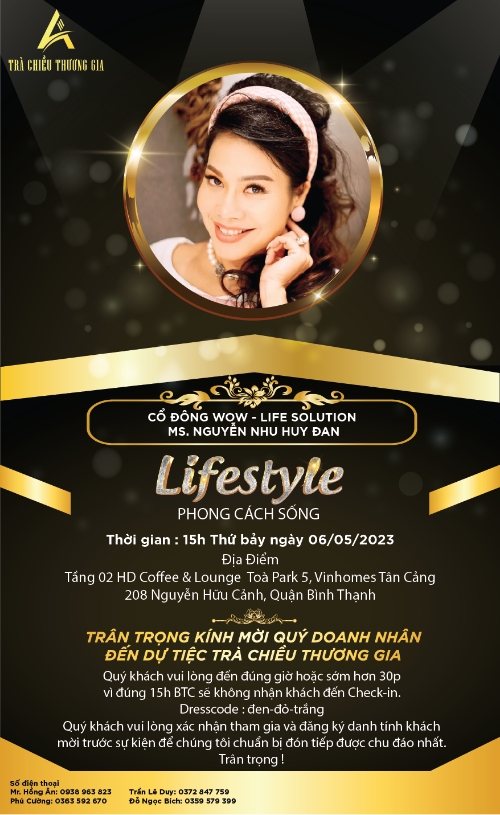 TRÀ CHIỀU THƯƠNG GIA
CỔ ĐÔNG WOW - LIFE SOLUTION
MS. NGUYỄN NHU HUY ĐAN
Lifestyle
PHONG CÁCH SỐNG
Thời gian : 15h Thứ bảy ngày 06/05/2023
Địa Điểm
Tầng 02 HD Coffee & Lounge Toà Park 5, Vinhomes Tân Cảng
208 Nguyễn Hữu Cảnh, Quận Bình Thạnh
TRÂN TRỌNG KÍNH MỜI QUÝ DOANH NHÂN
ĐẾN DỰ TIỆC TRÀ CHIỀU THƯƠNG GIA
Quý khách vui lòng đến đúng giờ hoặc sớm hơn 30p
vì đúng 15h BTC sẽ không nhận khách đến Check-in.
Dresscode : đen-đỏ-trắng
Quý khách vui lòng xác nhận tham gia và đăng ký danh tính khách
mời trước sự kiện để chúng tôi chuẩn bị đón tiếp được chu đáo nhất.
Trân trọng !
Số điện thoại
Mr. Hồng Ân: 0938 963 823 Trần Lê Duy: 0372 847 759
Phú Cường: 0363 592 670 Đỗ Ngọc Bích: 0359 579 399